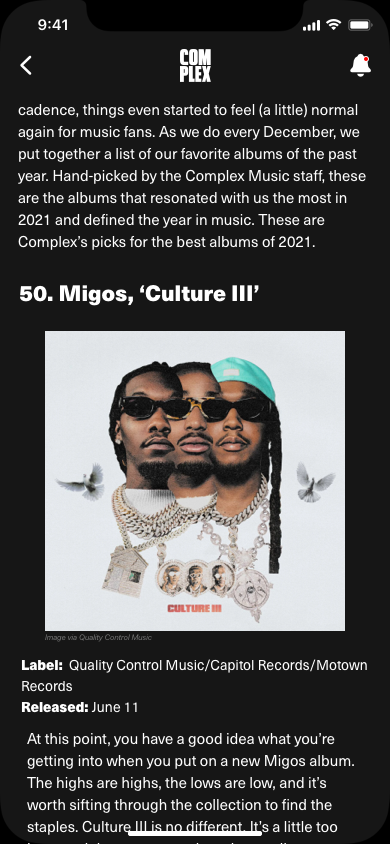 9:41
COM
PLEX
cadence, things even started to feel (a little) normal
again for music fans. As we do every December, we
put together a list of our favorite albums of the past
year. Hand-picked by the Complex Music staff, these
are the albums that resonated with us the most in
2021 and defined the year in music. These are
Complex’s picks for the best albums of 2021.
50. Migos, ‘Culture III’
CULTURE III
Image via Quality Control Music
Label: Quality Control Music/Capitol Records/Motown
Records
Released: June 11
At this point, you have a good idea what you’re
getting into when you put on a new Migos album.
The highs are highs, the lows are low, and it’s
worth sifting through the collection to find the
staples. Culture III is no different. It’s a little too